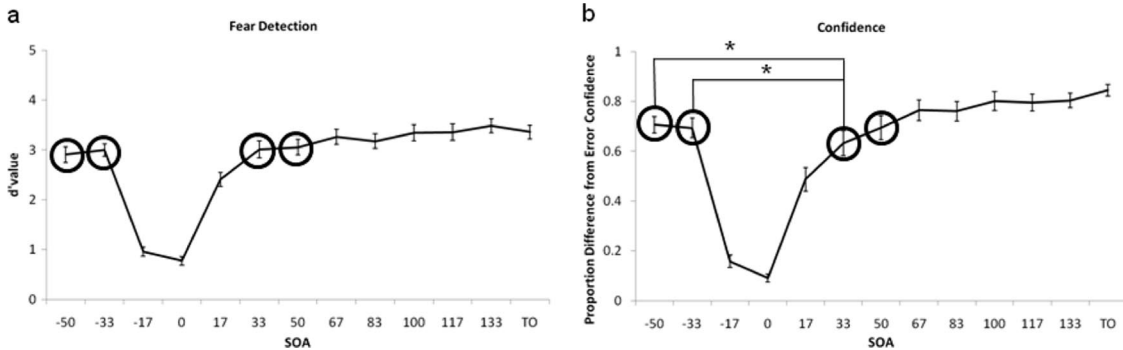 a
Fear Detection
d'value
5
4
3
2
1
0
-50 -33 -17 0 17 33 50 67 83 100 117 133 TO
SOA
b
Confidence
Proportion Difference from Error Confidence
1
0.8
0.6
0.4
0.2
0
* 
*
-50 -33 -17 0 17 33 50 67 83 100 117 133 TO
SOA